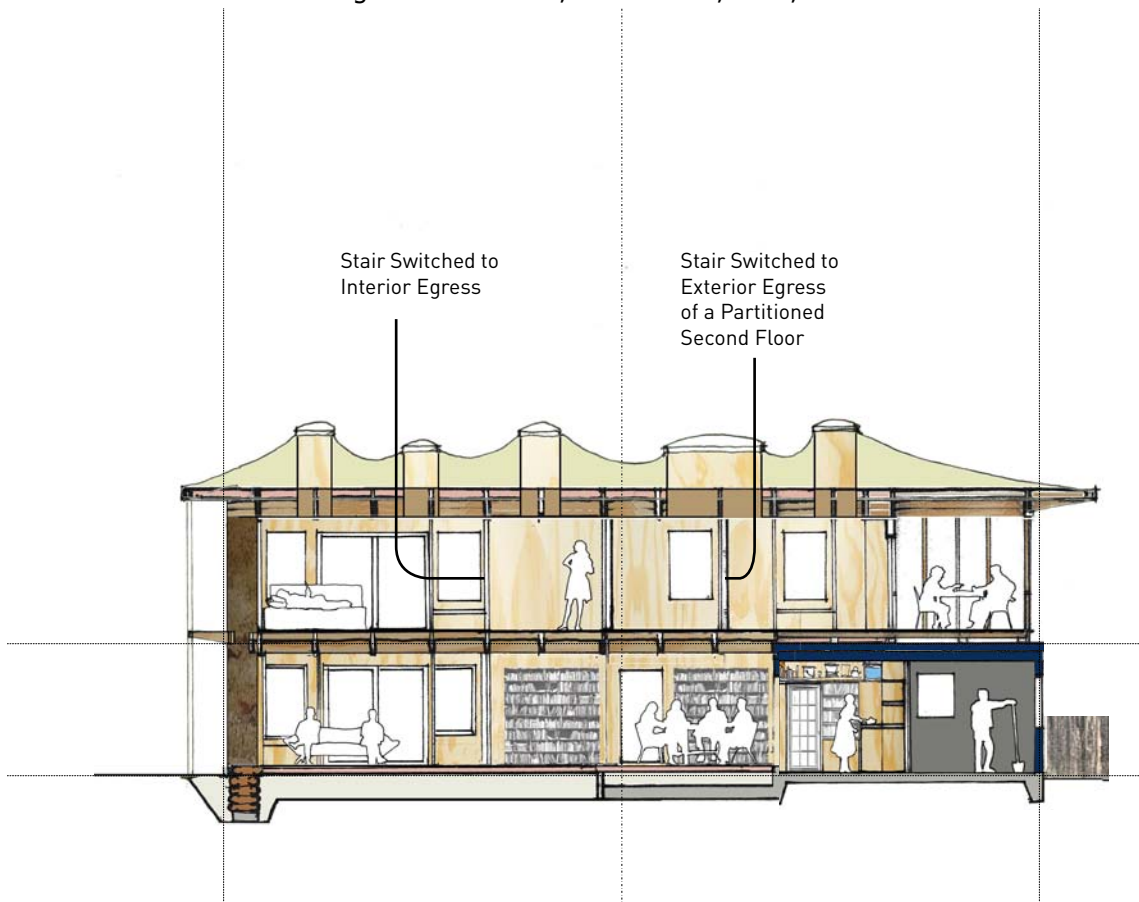 Stair Switched to
Interior Egress
Stair Switched to
Exterior Egress
of a Partitioned
Second Floor